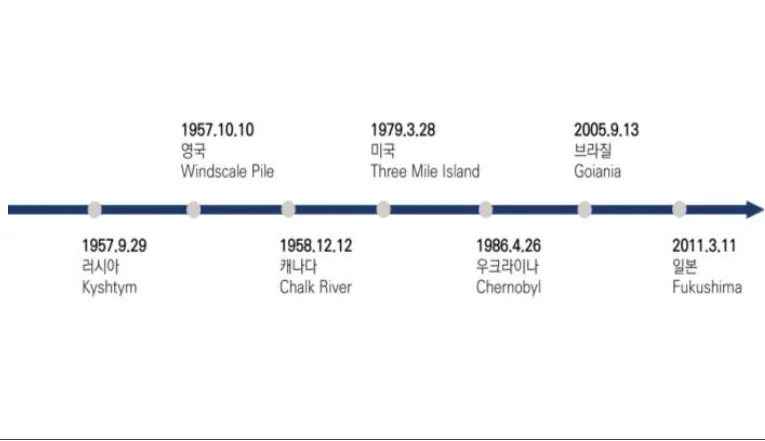 1957.10.10
영국
Windscale Pile
1979.3.28
미국
Three Mile Island
2005.9.13
브라질
Goiania
1957.9.29
러시아
Kyshtym
1958.12.12
캐나다
Chalk River
1986.4.26
우크라이나
Chernobyl
2011.3.11
일본
Fukushima